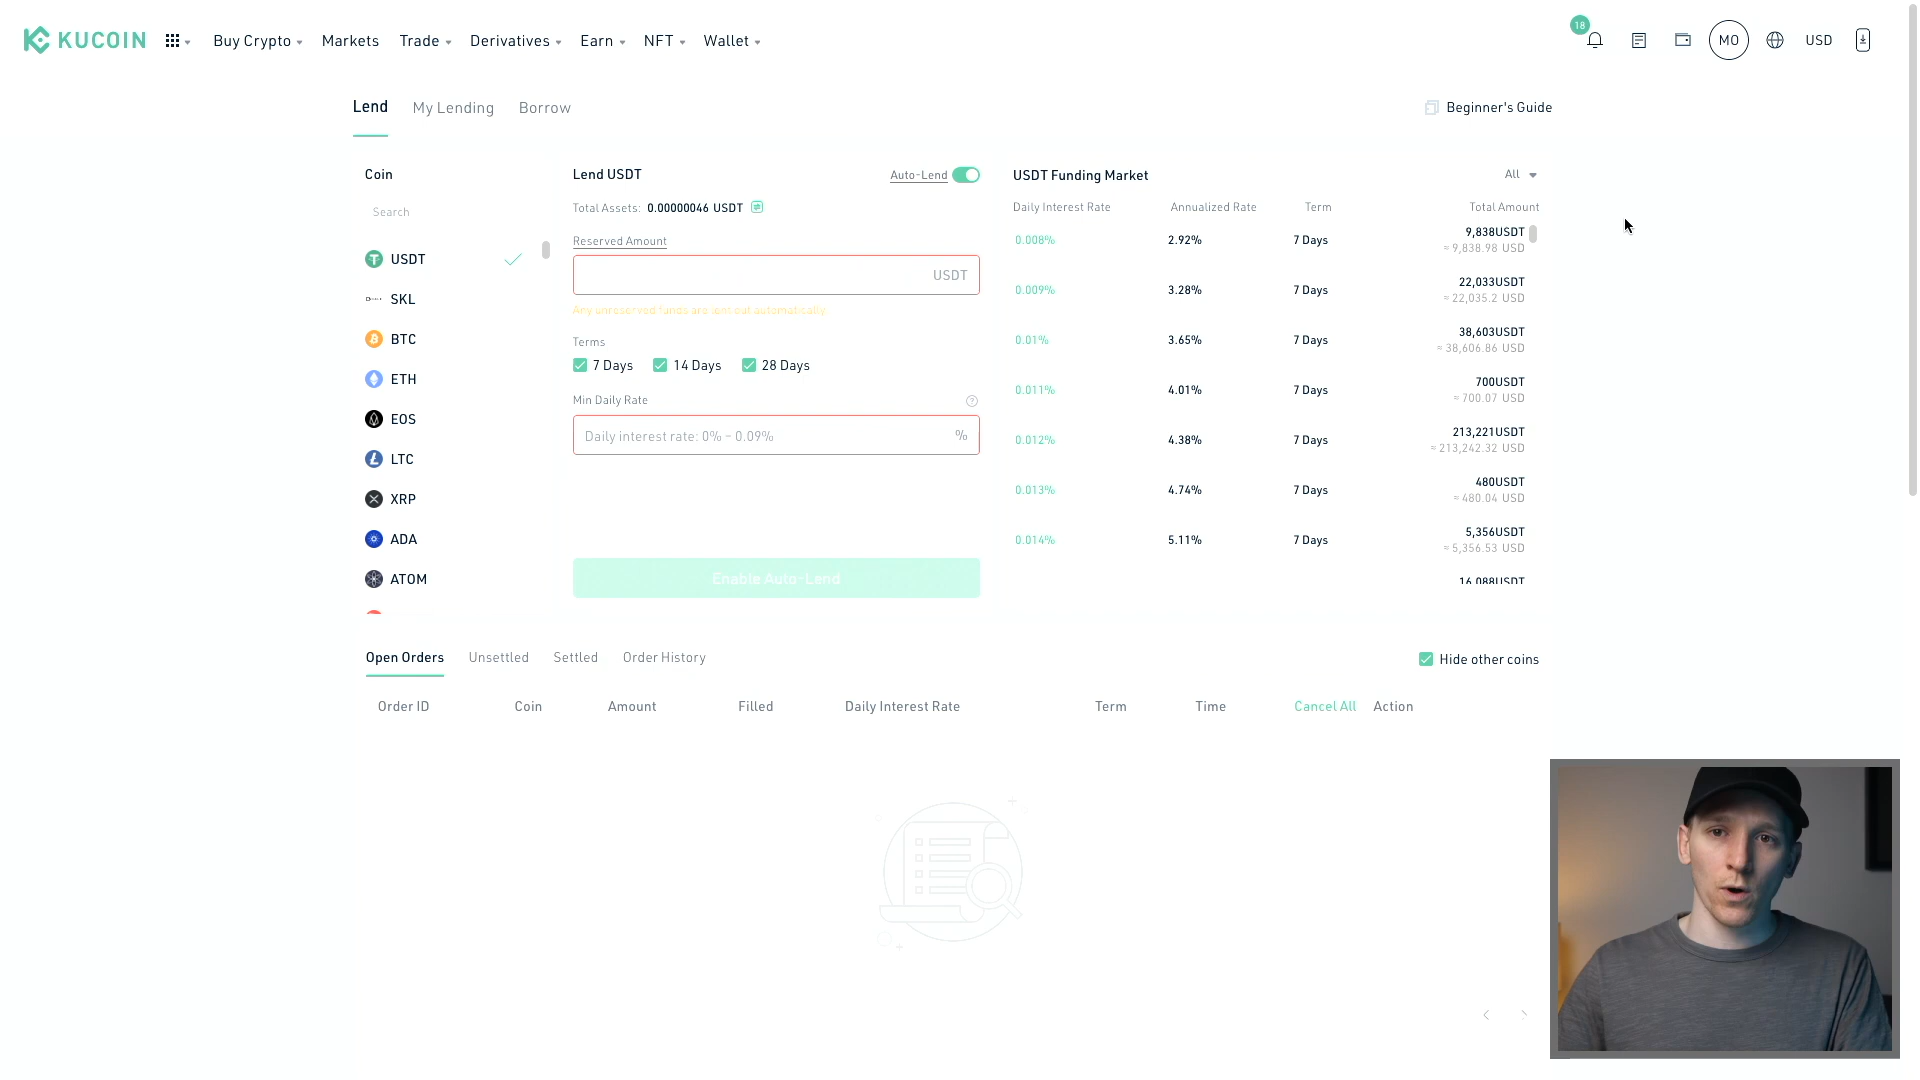 KUCOIN
Buy Crypto
Markets
Trade
Derivatives
Earn
NFT
Wallet
18
MO
USD
Lend
My Lending
Borrow
Beginner's Guide
Coin
Search
USDT
SKL
BTC
ETH
EOS
LTC
XRP
ADA
ATOM
Lend USDT
Auto-Lend
Total Assets: 0.00000046 USDT
Reserved Amount
USDT
Any unreserved funds are lent out automatically.
Terms
7 Days
14 Days
28 Days
Min Daily Rate
Daily interest rate: 0% - 0.09%
%
Enable Auto-Lend
USDT Funding Market
All
Daily Interest Rate Annualized Rate Term Total Amount
0.008% 2.92% 7 Days 9,838USDT
≈ 9,838.98 USD
0.009% 3.28% 7 Days 22,033USDT
≈ 22,035.2 USD
0.01% 3.65% 7 Days 38,603USDT
≈ 38,606.86 USD
0.011% 4.01% 7 Days 700USDT
≈ 700.07 USD
0.012% 4.38% 7 Days 213,221USDT
≈ 213,242.32 USD
0.013% 4.74% 7 Days 480USDT
≈ 480.04 USD
0.014% 5.11% 7 Days 5,356USDT
≈ 5,356.53 USD
16,088USDT
Open Orders
Unsettled
Settled
Order History
Hide other coins
Order ID Coin Amount Filled Daily Interest Rate Term Time Cancel All Action